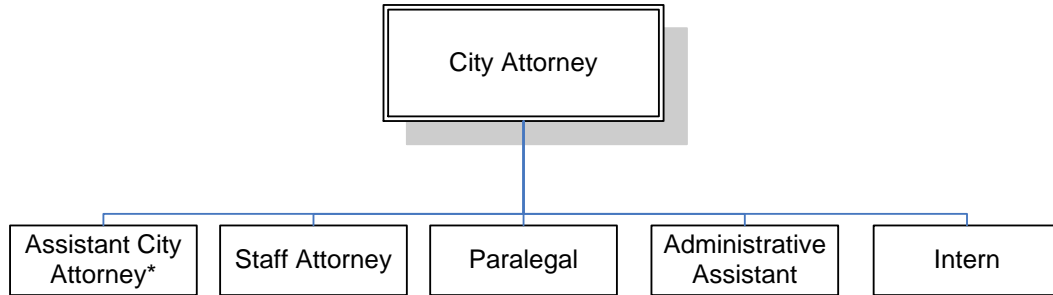 City Attorney
Assistant City
Attorney*
Staff Attorney
Paralegal
Administrative
Assistant
Intern